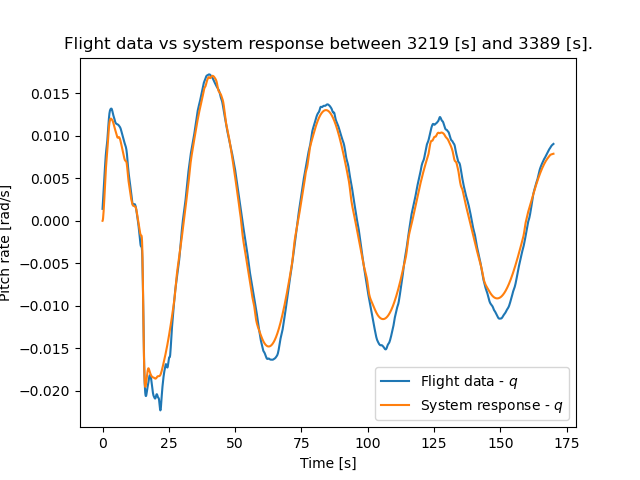 Flight data vs system response between 3219 [s] and 3389 [s].
Pitch rate [rad/s]
0.015
0.010
0.005
0.000
−0.005
−0.010
−0.015
−0.020
Flight data - q
System response - q
0 25 50 75 100 125 150 175
Time [s]